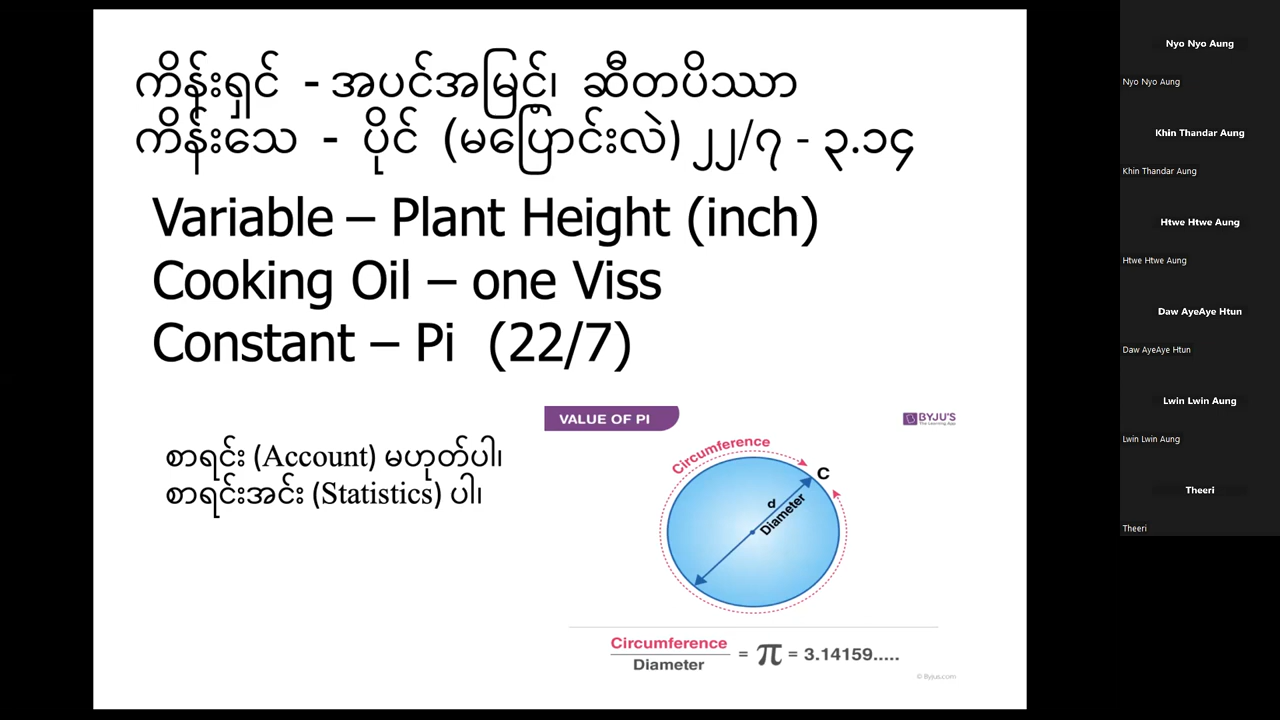 ကိန်းရှင် - အပင်အမြင့်၊ ဆီတပိဿာ
ကိန်းသေ - ပိုင် (မပြောင်းလဲ) ၂၂/၇ - ၃.၁၄
Variable – Plant Height (inch)
Cooking Oil – one Viss
Constant – Pi (22/7)
စာရင်း (Account) မဟုတ်ပါ၊
စာရင်းအင်း (Statistics) ပါ၊
VALUE OF PI
BYJU'S
The Learning App
Circumference
C
d
Diameter
Circumference
Diameter
= π = 3.14159.....
© Byjus.com
Nyo Nyo Aung
Nyo Nyo Aung
Khin Thandar Aung
Khin Thandar Aung
Htwe Htwe Aung
Htwe Htwe Aung
Daw AyeAye Htun
Daw AyeAye Htun
Lwin Lwin Aung
Lwin Lwin Aung
Theeri
Theeri